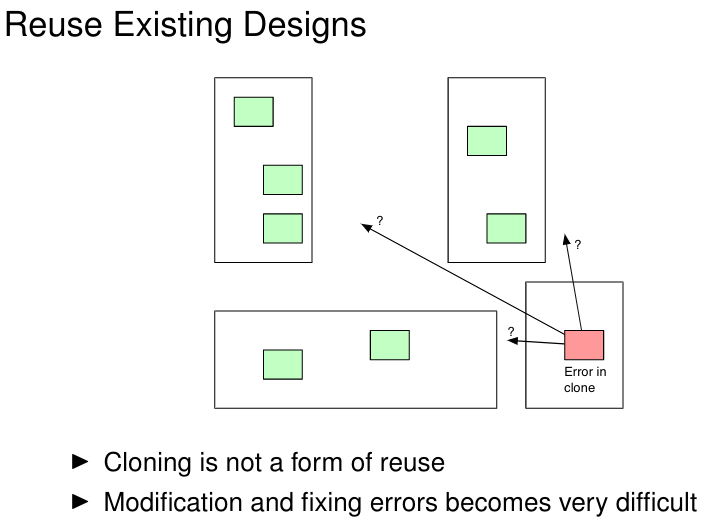 Reuse Existing Designs
?
?
?
Error in
clone
► Cloning is not a form of reuse
► Modification and fixing errors becomes very difficult